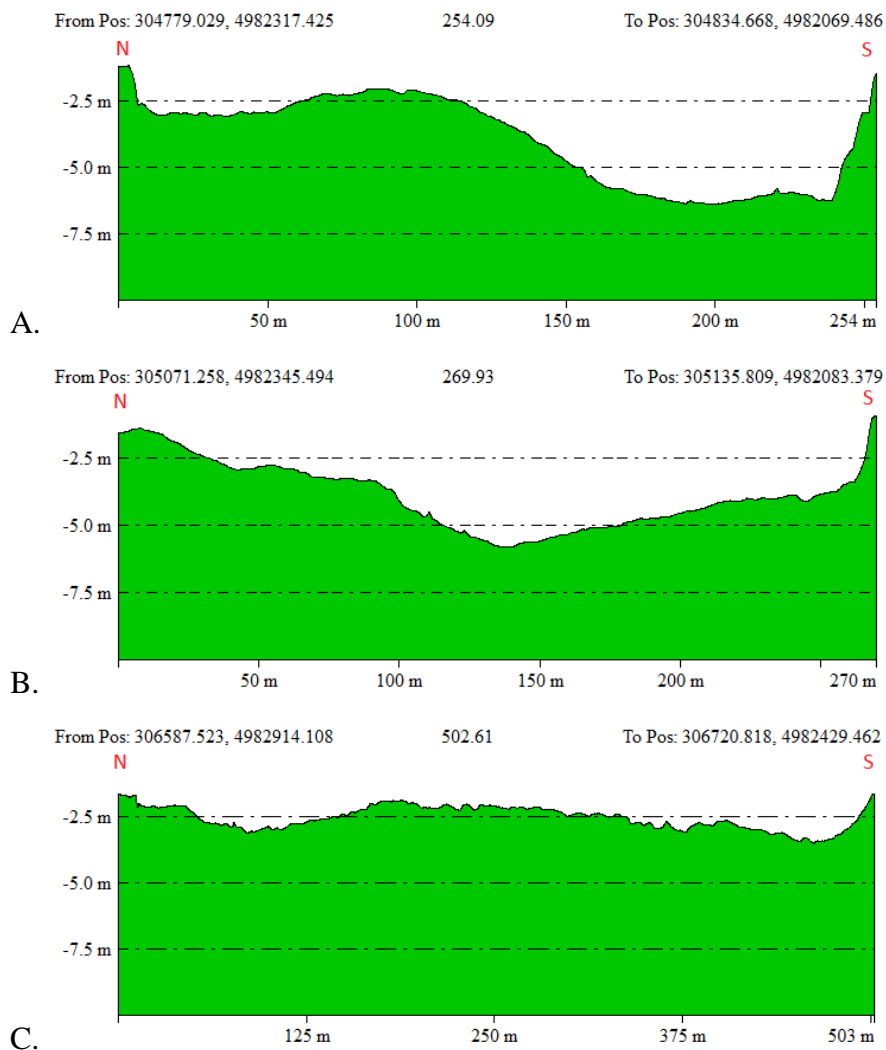 From Pos: 304779.029, 4982317.425 254.09 To Pos: 304834.668, 4982069.486
N S
-2.5 m
-5.0 m
-7.5 m
A.
50 m 100 m 150 m 200 m 254 m
From Pos: 305071.258, 4982345.494 269.93 To Pos: 305135.809, 4982083.379
N S
-2.5 m
-5.0 m
-7.5 m
B.
50 m 100 m 150 m 200 m 270 m
From Pos: 306587.523, 4982914.108 502.61 To Pos: 306720.818, 4982429.462
N S
-2.5 m
-5.0 m
-7.5 m
C.
125 m 250 m 375 m 503 m